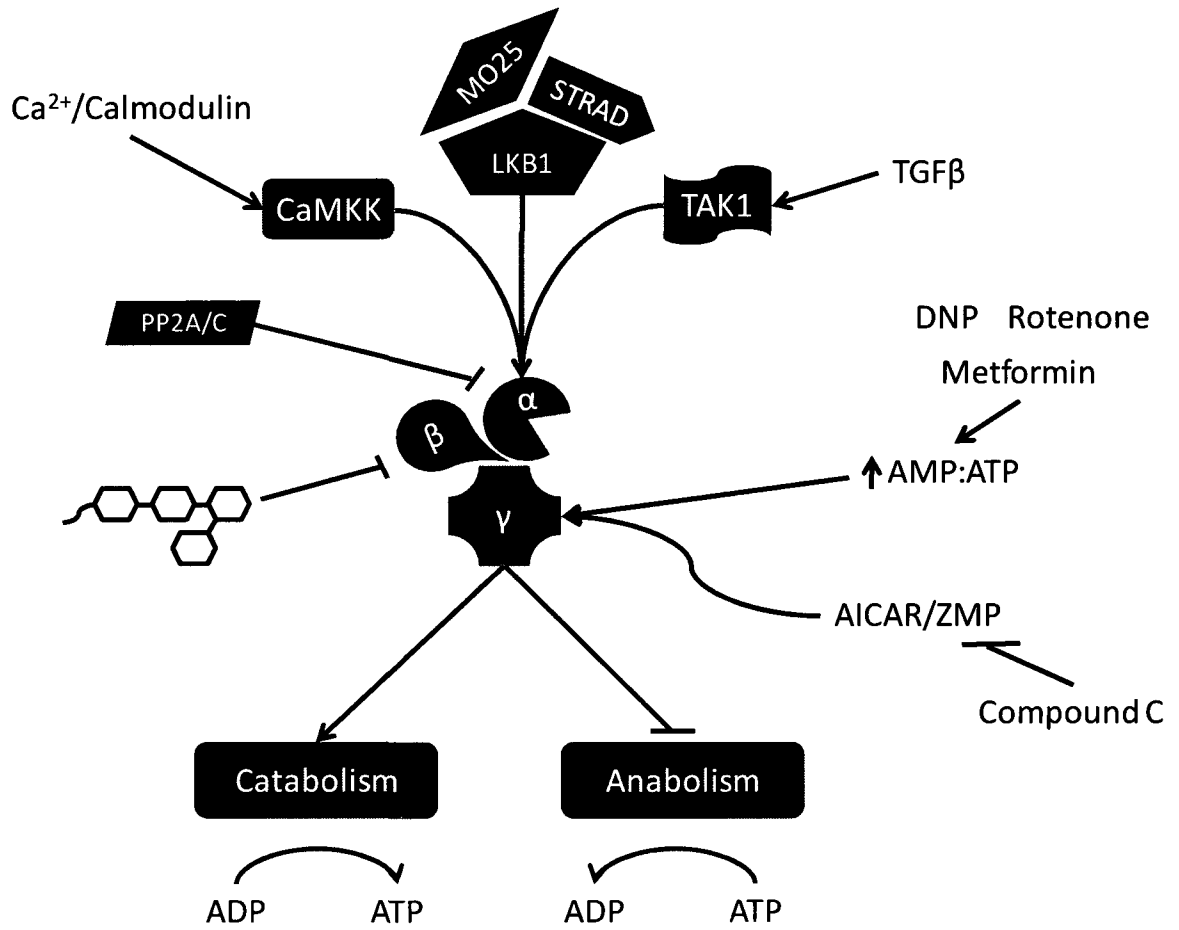 MO25
STRAD
Ca²⁺/Calmodulin
LKB1
TGFβ
CaMKK
TAK1
PP2A/C
DNP Rotenone
Metformin
α
β
AMP:ATP
γ
AICAR/ZMP
Compound C
Catabolism
Anabolism
ADP ATP
ADP ATP